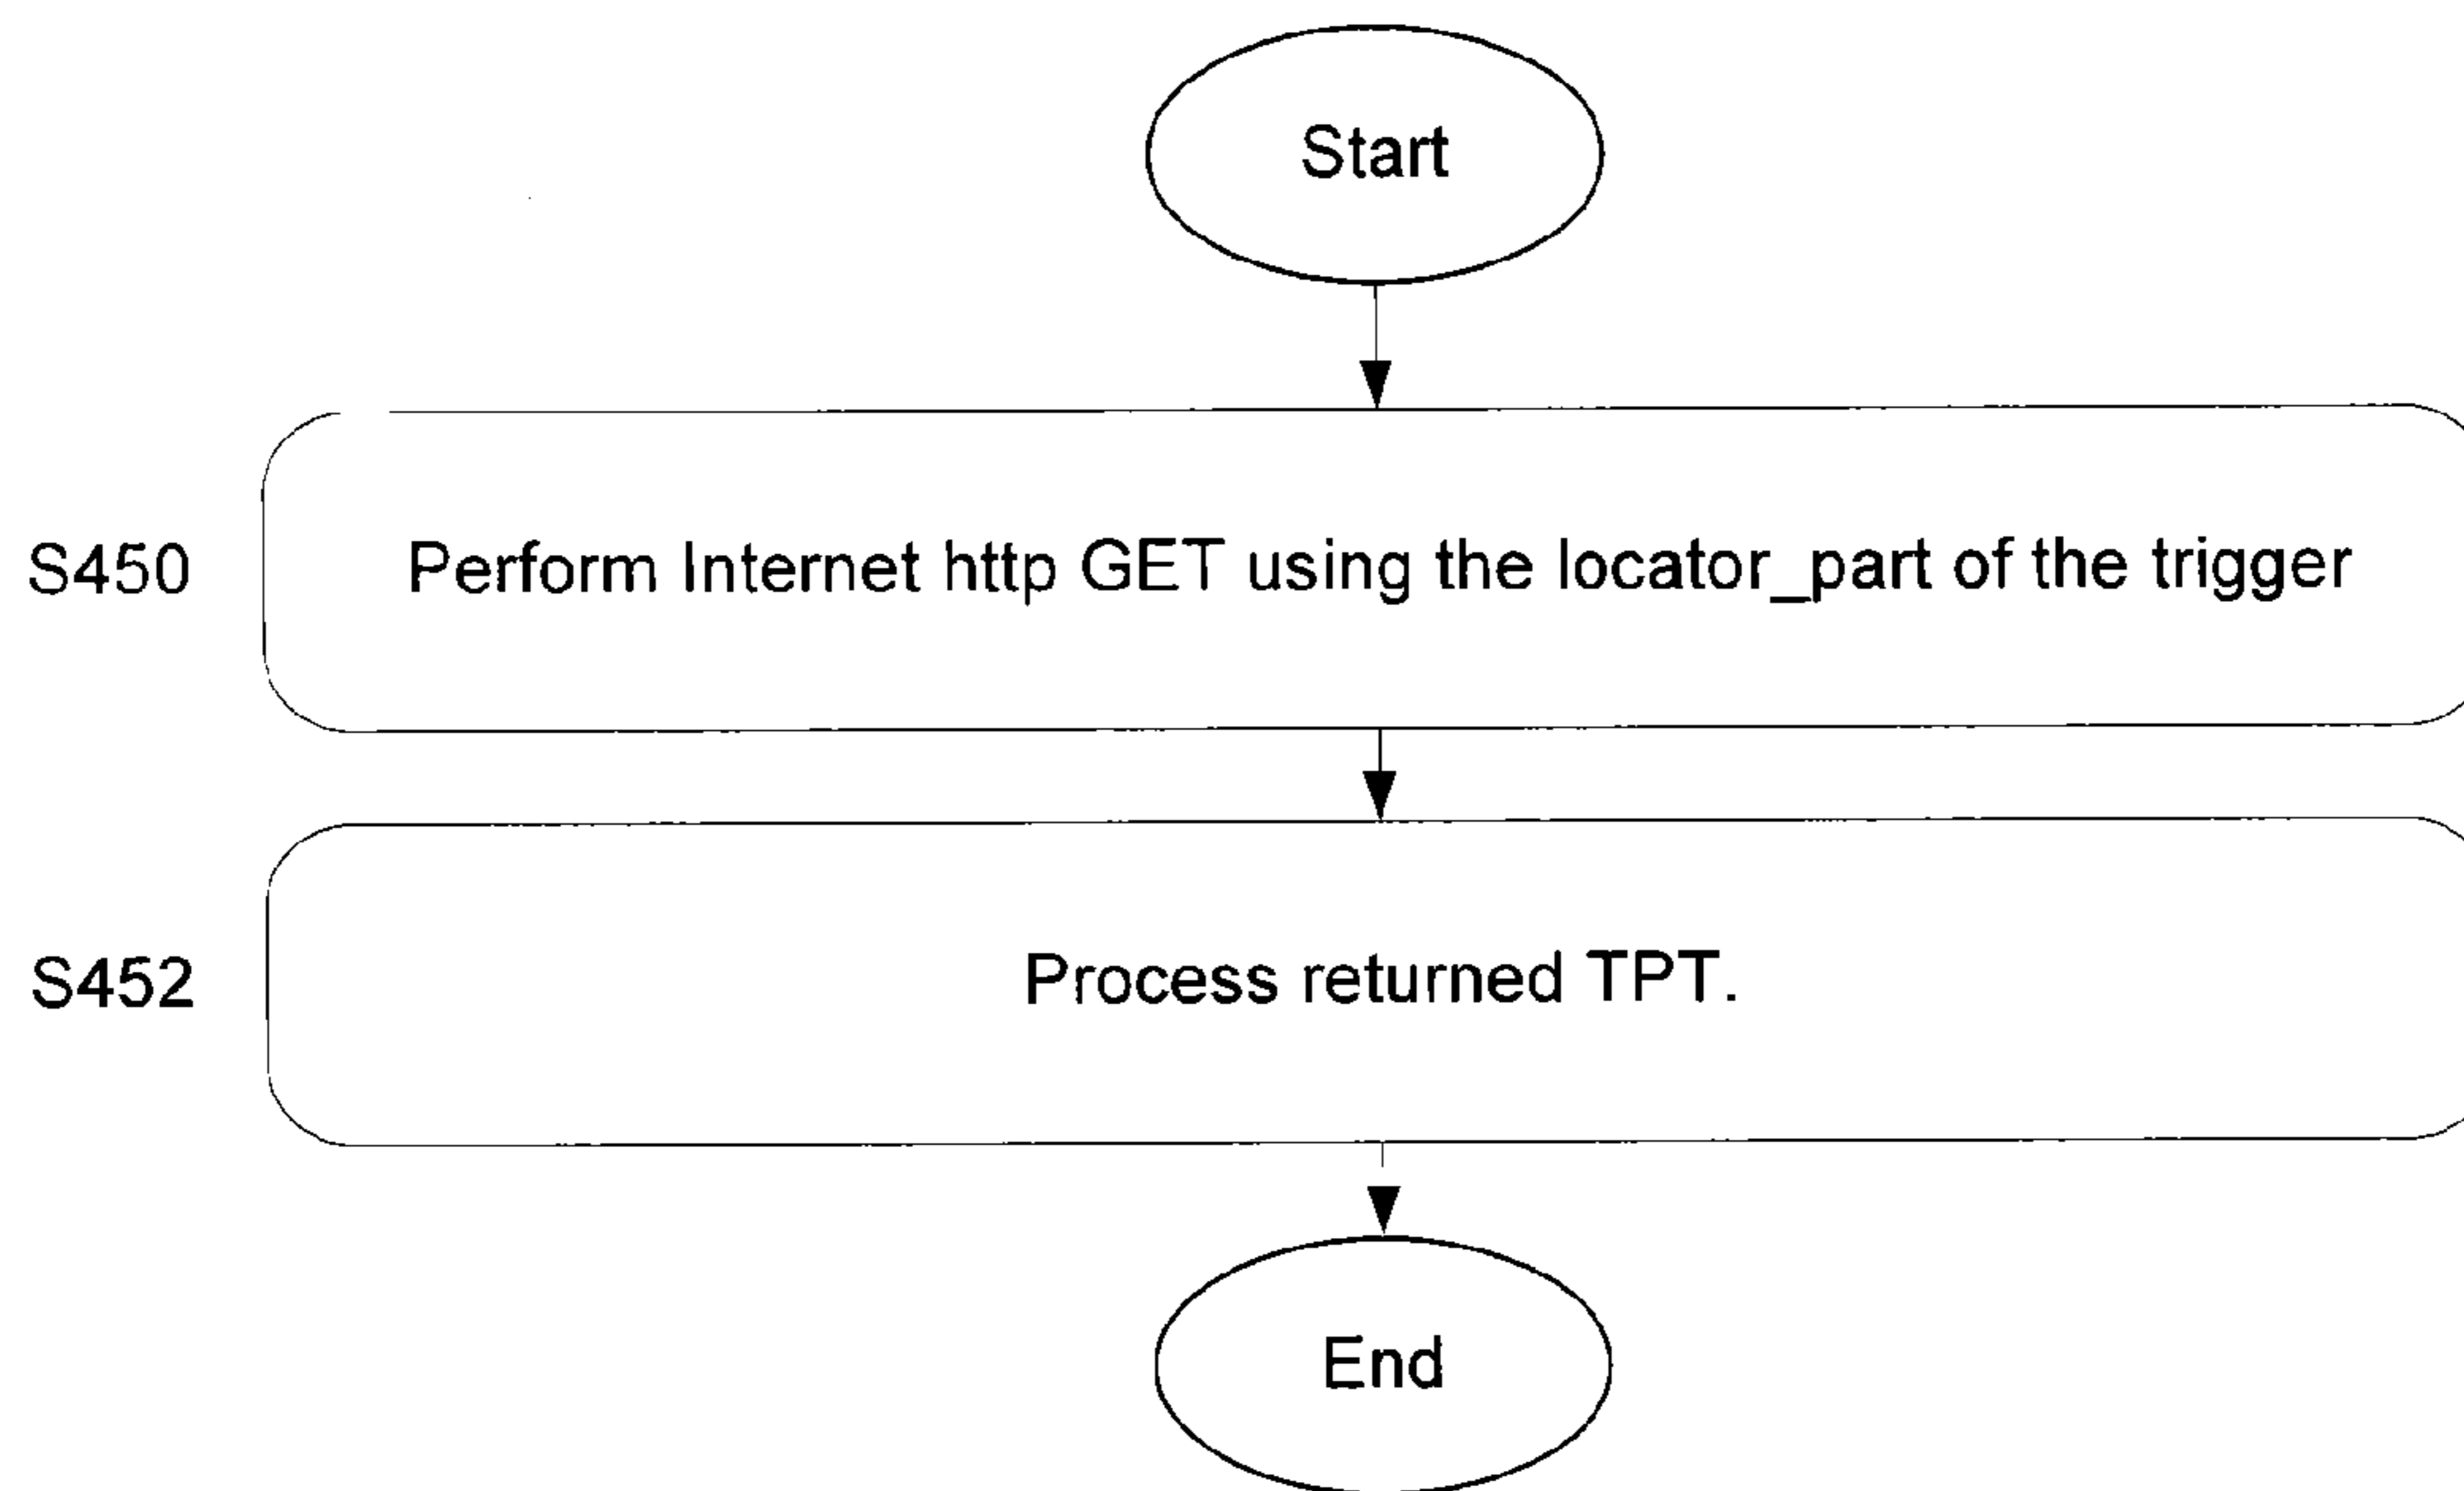 Start
S450
Perform Internet http GET using the locator_part of the trigger
S452
Process returned TPT.
End